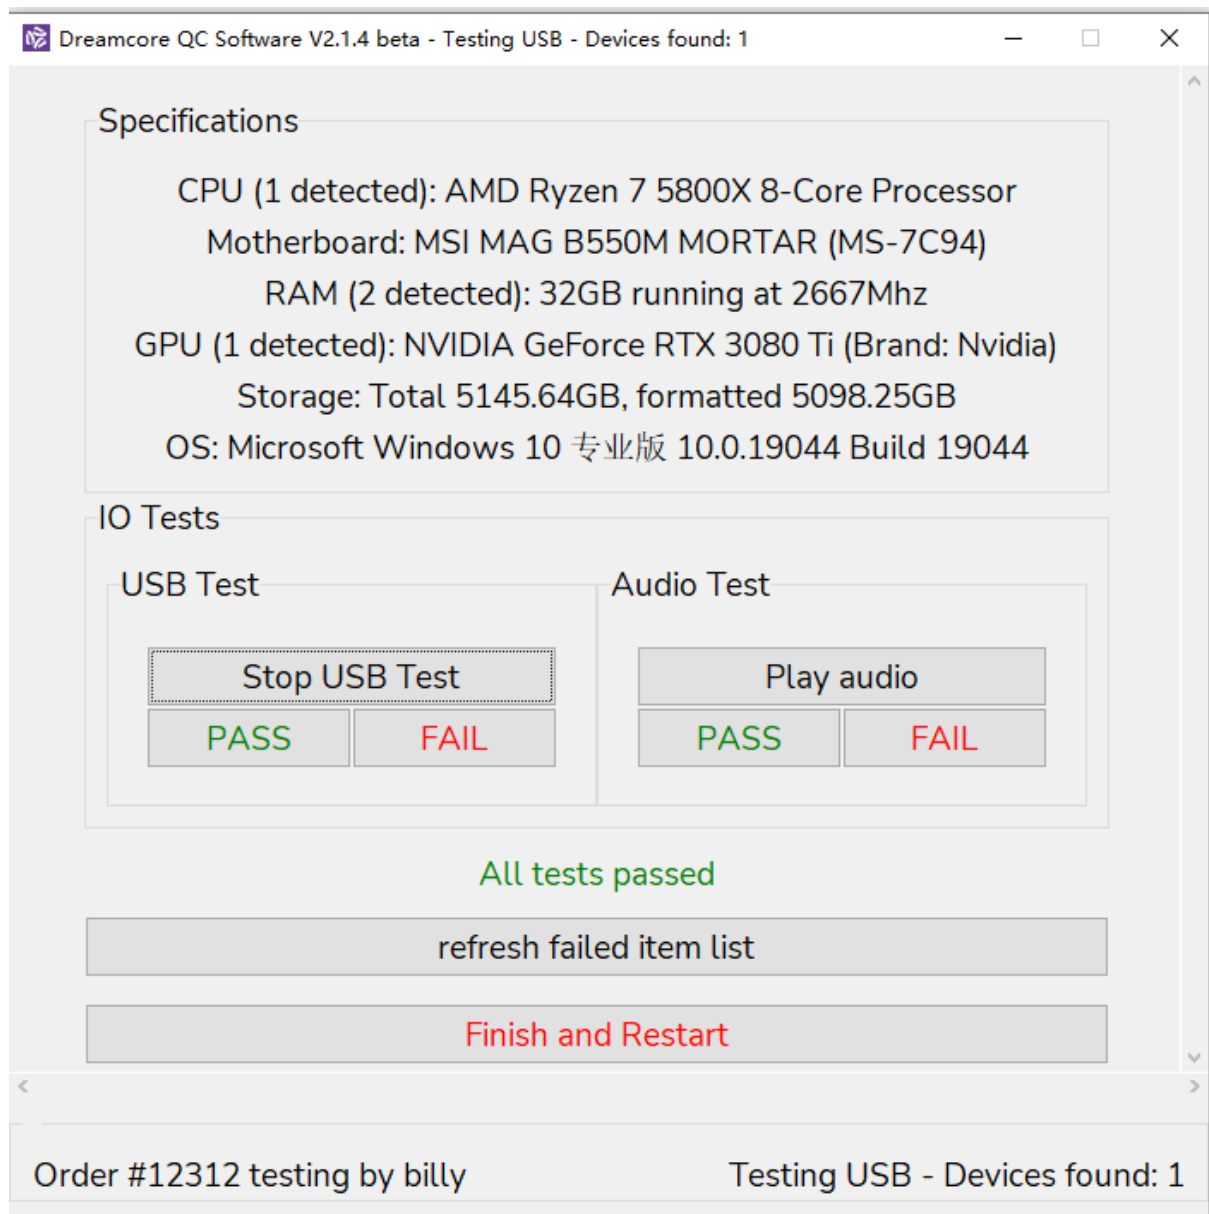 Dreamcore QC Software V2.1.4 beta - Testing USB - Devices found: 1
Specifications
CPU (1 detected): AMD Ryzen 7 5800X 8-Core Processor
Motherboard: MSI MAG B550M MORTAR (MS-7C94)
RAM (2 detected): 32GB running at 2667Mhz
GPU (1 detected): NVIDIA GeForce RTX 3080 Ti (Brand: Nvidia)
Storage: Total 5145.64GB, formatted 5098.25GB
OS: Microsoft Windows 10 专业版 10.0.19044 Build 19044
IO Tests
USB Test
Audio Test
Stop USB Test
Play audio
PASS FAIL
PASS FAIL
All tests passed
refresh failed item list
Finish and Restart
Order #12312 testing by billy
Testing USB - Devices found: 1